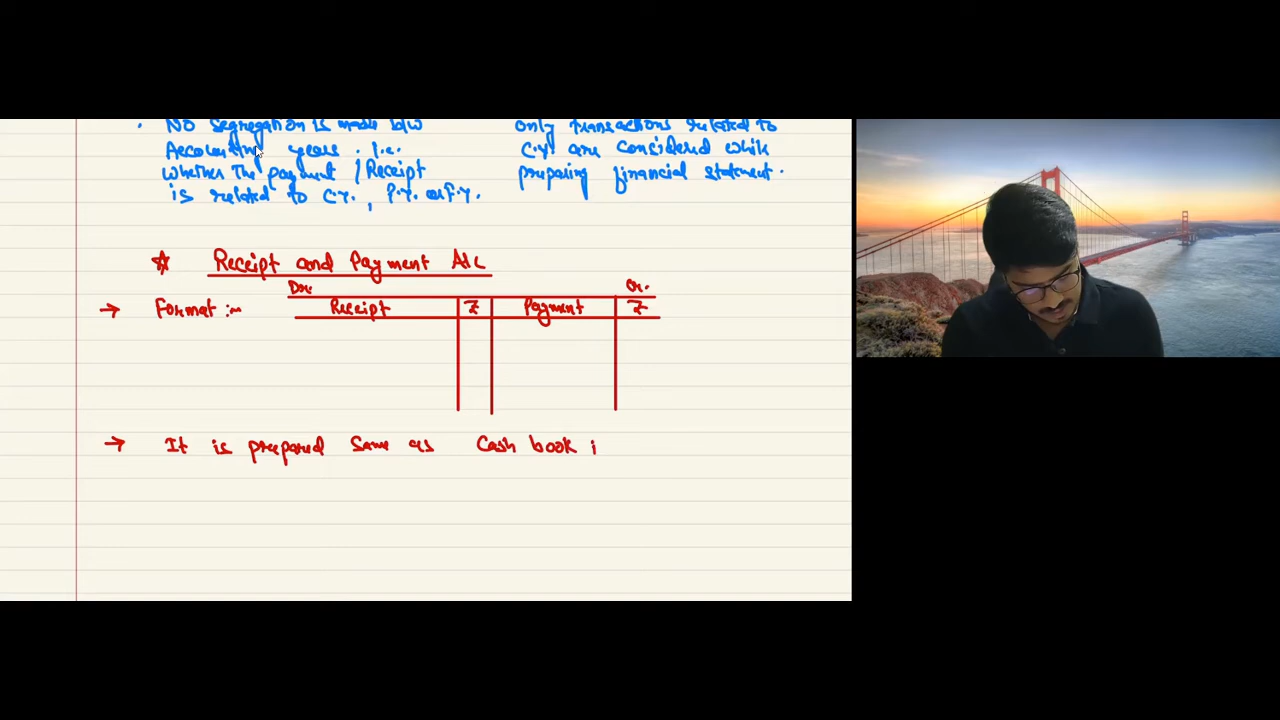 . No segregation is made b/w
Accounting years . i.e.
whether the payment / Receipt
is related to C.Y. , P.Y. or F.Y.
only transactions related to
C.Y. are considered while
preparing financial statement.
☆ Receipt and Payment A/c
Dr. Cr.
→ Format :~ Receipt ₹ Payment ₹
→ It is prepared same as Cash book i